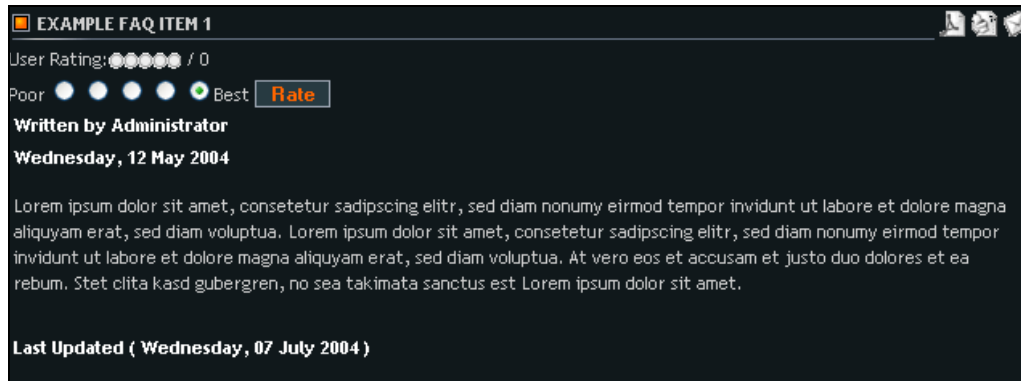 EXAMPLE FAQ ITEM 1
User Rating: / 0
Poor Best Rate
Written by Administrator
Wednesday, 12 May 2004
Lorem ipsum dolor sit amet, consetetur sadipscing elitr, sed diam nonumy eirmod tempor invidunt ut labore et dolore magna
aliquyam erat, sed diam voluptua. Lorem ipsum dolor sit amet, consetetur sadipscing elitr, sed diam nonumy eirmod tempor
invidunt ut labore et dolore magna aliquyam erat, sed diam voluptua. At vero eos et accusam et justo duo dolores et ea
rebum. Stet clita kasd gubergren, no sea takimata sanctus est Lorem ipsum dolor sit amet.
Last Updated ( Wednesday, 07 July 2004 )